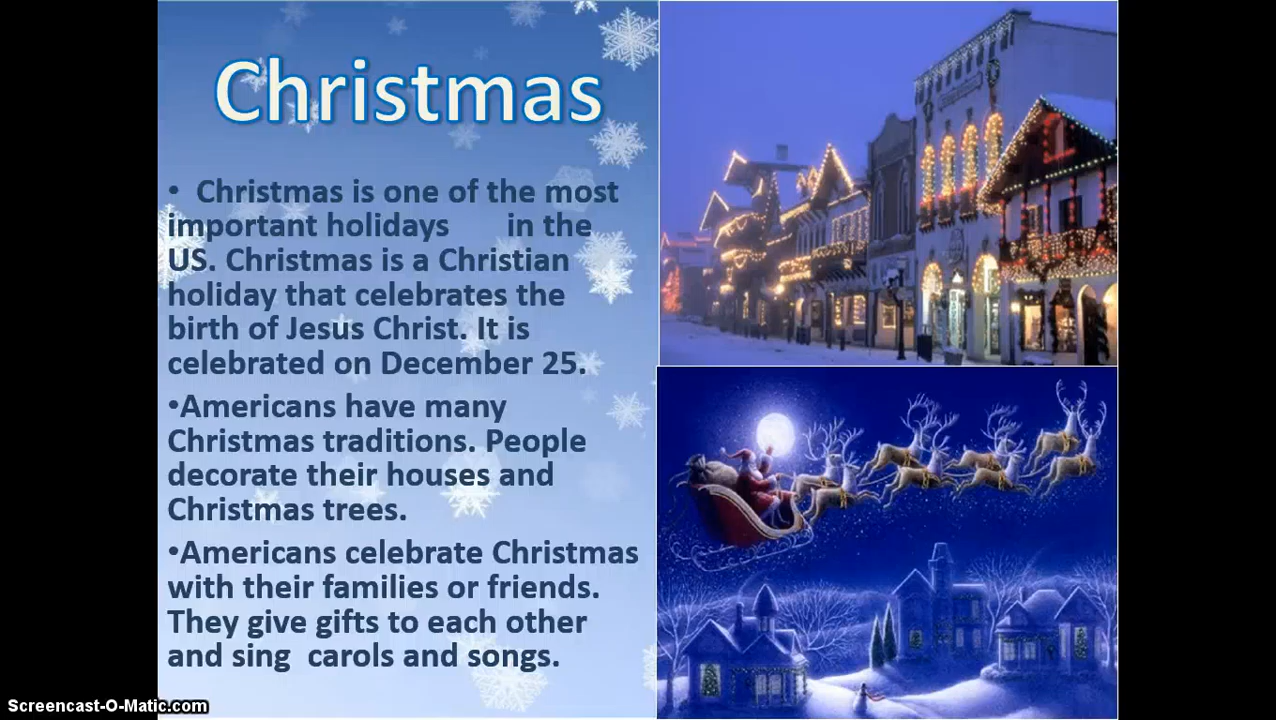 Christmas
• Christmas is one of the most
important holidays in the
US. Christmas is a Christian
holiday that celebrates the
birth of Jesus Christ. It is
celebrated on December 25.
•Americans have many
Christmas traditions. People
decorate their houses and
Christmas trees.
•Americans celebrate Christmas
with their families or friends.
They give gifts to each other
and sing carols and songs.
Screencast-O-Matic.com